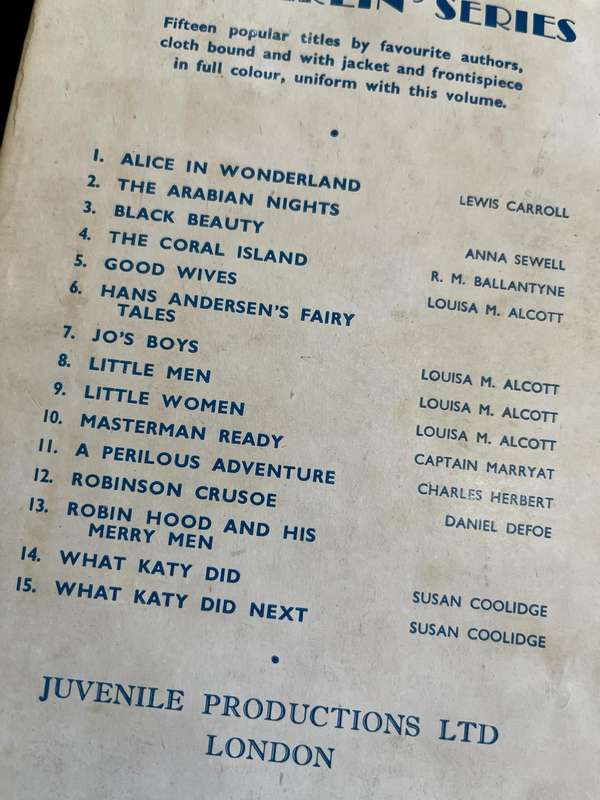 SERIES
Fifteen popular titles by favourite authors,
cloth bound and with jacket and frontispiece
in full colour, uniform with this volume.
1. ALICE IN WONDERLAND LEWIS CARROLL
2. THE ARABIAN NIGHTS
3. BLACK BEAUTY ANNA SEWELL
4. THE CORAL ISLAND R. M. BALLANTYNE
5. GOOD WIVES LOUISA M. ALCOTT
6. HANS ANDERSEN'S FAIRY
TALES
7. JO'S BOYS LOUISA M. ALCOTT
8. LITTLE MEN LOUISA M. ALCOTT
9. LITTLE WOMEN LOUISA M. ALCOTT
10. MASTERMAN READY CAPTAIN MARRYAT
11. A PERILOUS ADVENTURE CHARLES HERBERT
12. ROBINSON CRUSOE DANIEL DEFOE
13. ROBIN HOOD AND HIS
MERRY MEN
14. WHAT KATY DID SUSAN COOLIDGE
15. WHAT KATY DID NEXT SUSAN COOLIDGE
JUVENILE PRODUCTIONS LTD
LONDON